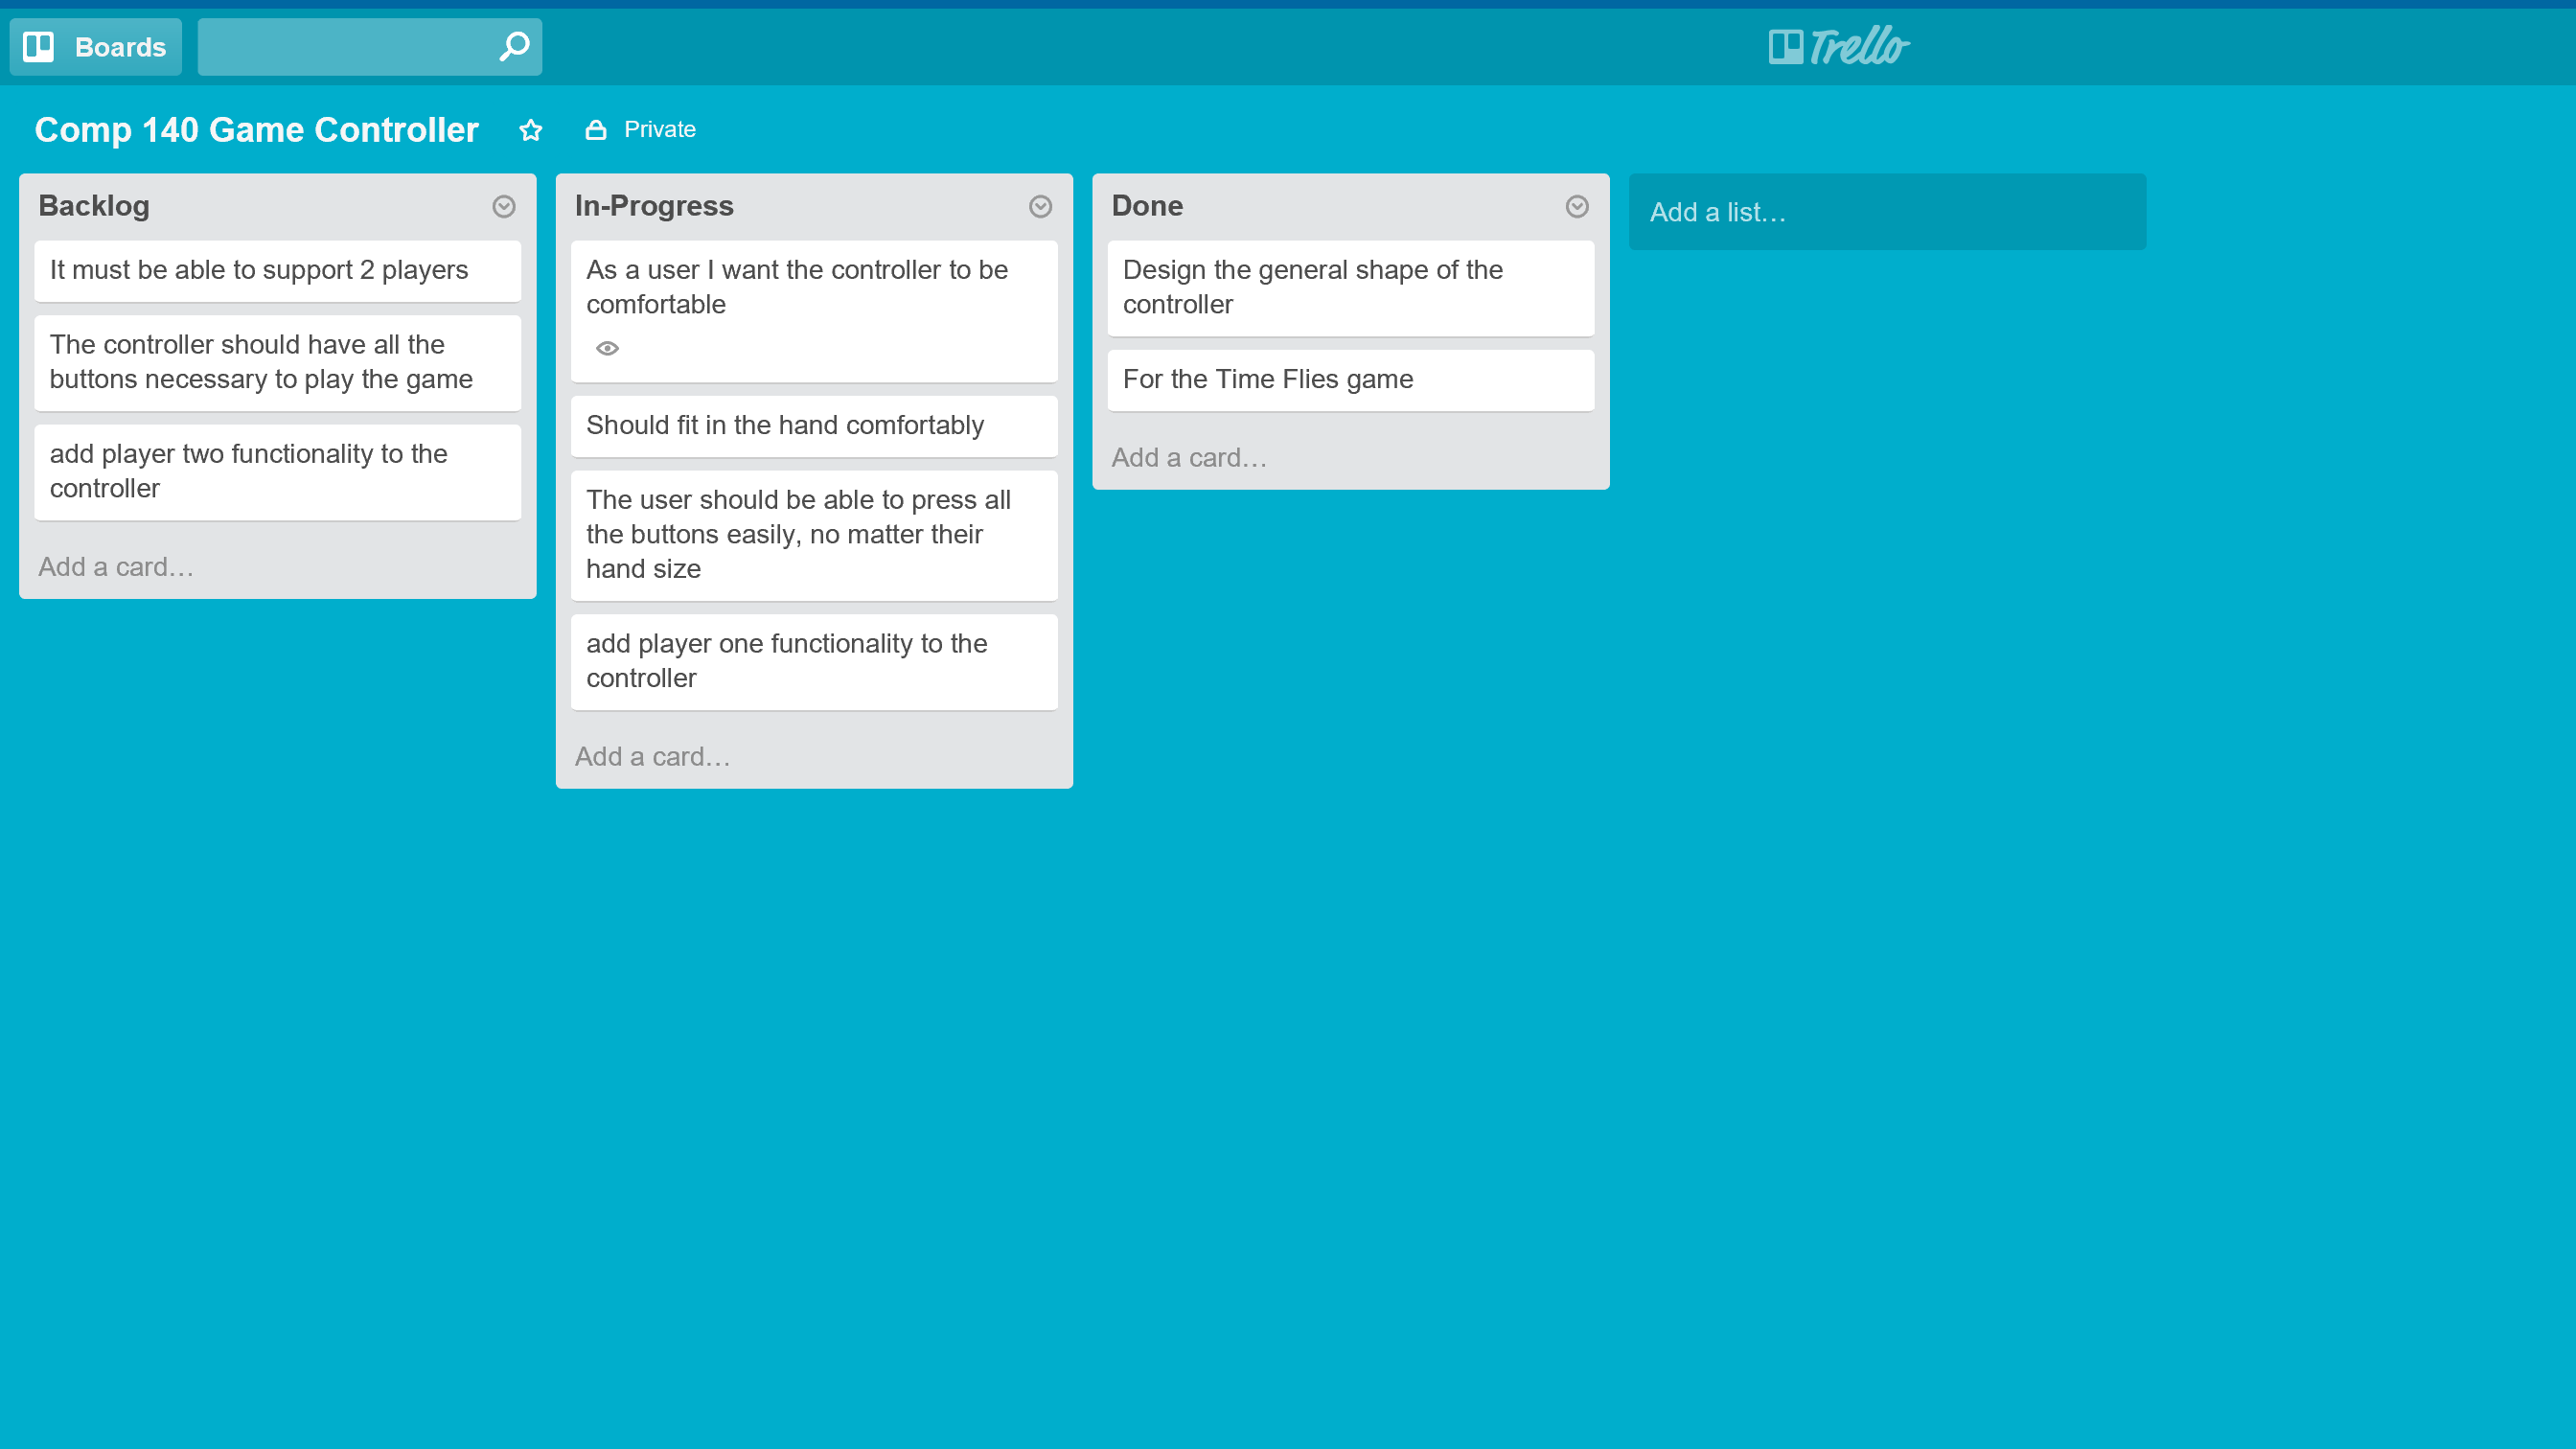 Boards
Trello
Comp 140 Game Controller
Private
Backlog
It must be able to support 2 players
The controller should have all the
buttons necessary to play the game
add player two functionality to the
controller
Add a card…
In-Progress
As a user I want the controller to be
comfortable
Should fit in the hand comfortably
The user should be able to press all
the buttons easily, no matter their
hand size
add player one functionality to the
controller
Add a card…
Done
Design the general shape of the
controller
For the Time Flies game
Add a card…
Add a list…